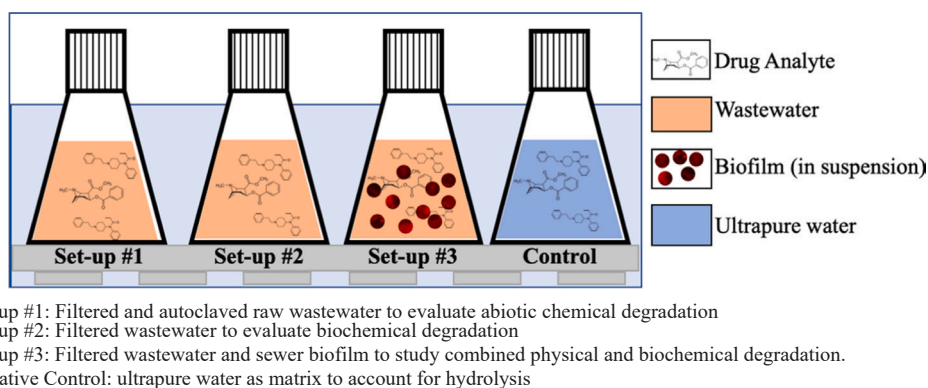 Drug Analyte
Wastewater
Biofilm (in suspension)
Ultrapure water
Set-up #1
Set-up #2
Set-up #3
Control
up #1: Filtered and autoclaved raw wastewater to evaluate abiotic chemical degradation
up #2: Filtered wastewater to evaluate biochemical degradation
up #3: Filtered wastewater and sewer biofilm to study combined physical and biochemical degradation.
ative Control: ultrapure water as matrix to account for hydrolysis